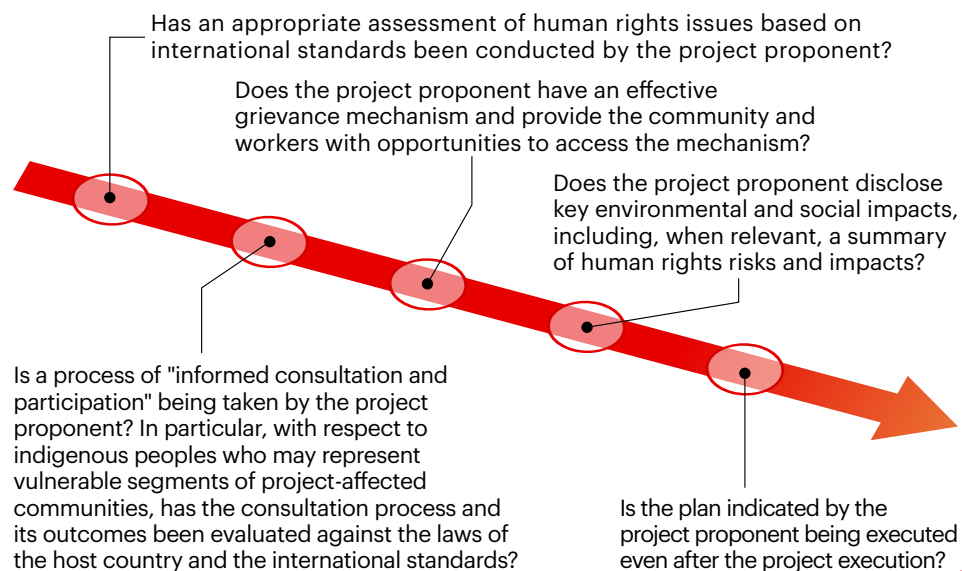 Has an appropriate assessment of human rights issues based on
international standards been conducted by the project proponent?
Does the project proponent have an effective
grievance mechanism and provide the community and
workers with opportunities to access the mechanism?
Does the project proponent disclose
key environmental and social impacts,
including, when relevant, a summary
of human rights risks and impacts?
Is a process of "informed consultation and
participation" being taken by the project
proponent? In particular, with respect to
indigenous peoples who may represent
vulnerable segments of project-affected
communities, has the consultation process and
its outcomes been evaluated against the laws of
the host country and the international standards?
Is the plan indicated by the
project proponent being executed
even after the project execution?